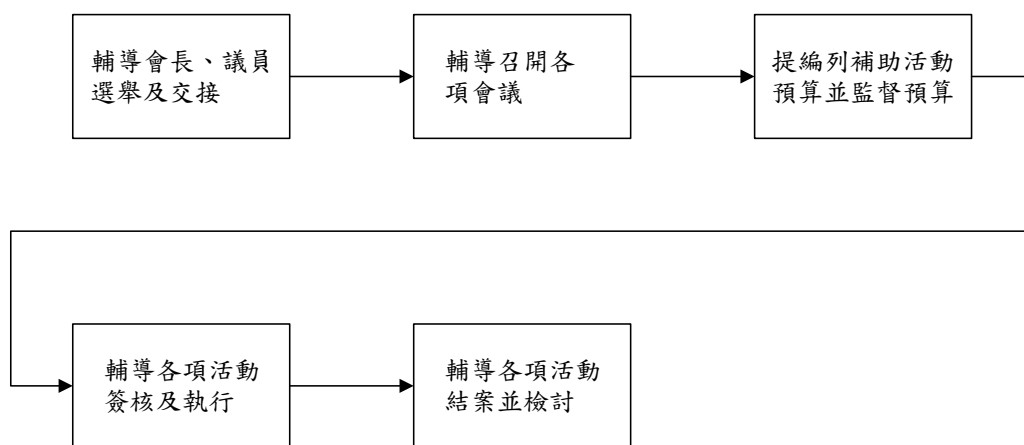 輔導會長、議員
選舉及交接
輔導召開各
項會議
提編列補助活動
預算並監督預算
輔導各項活動
簽核及執行
輔導各項活動
結案並檢討